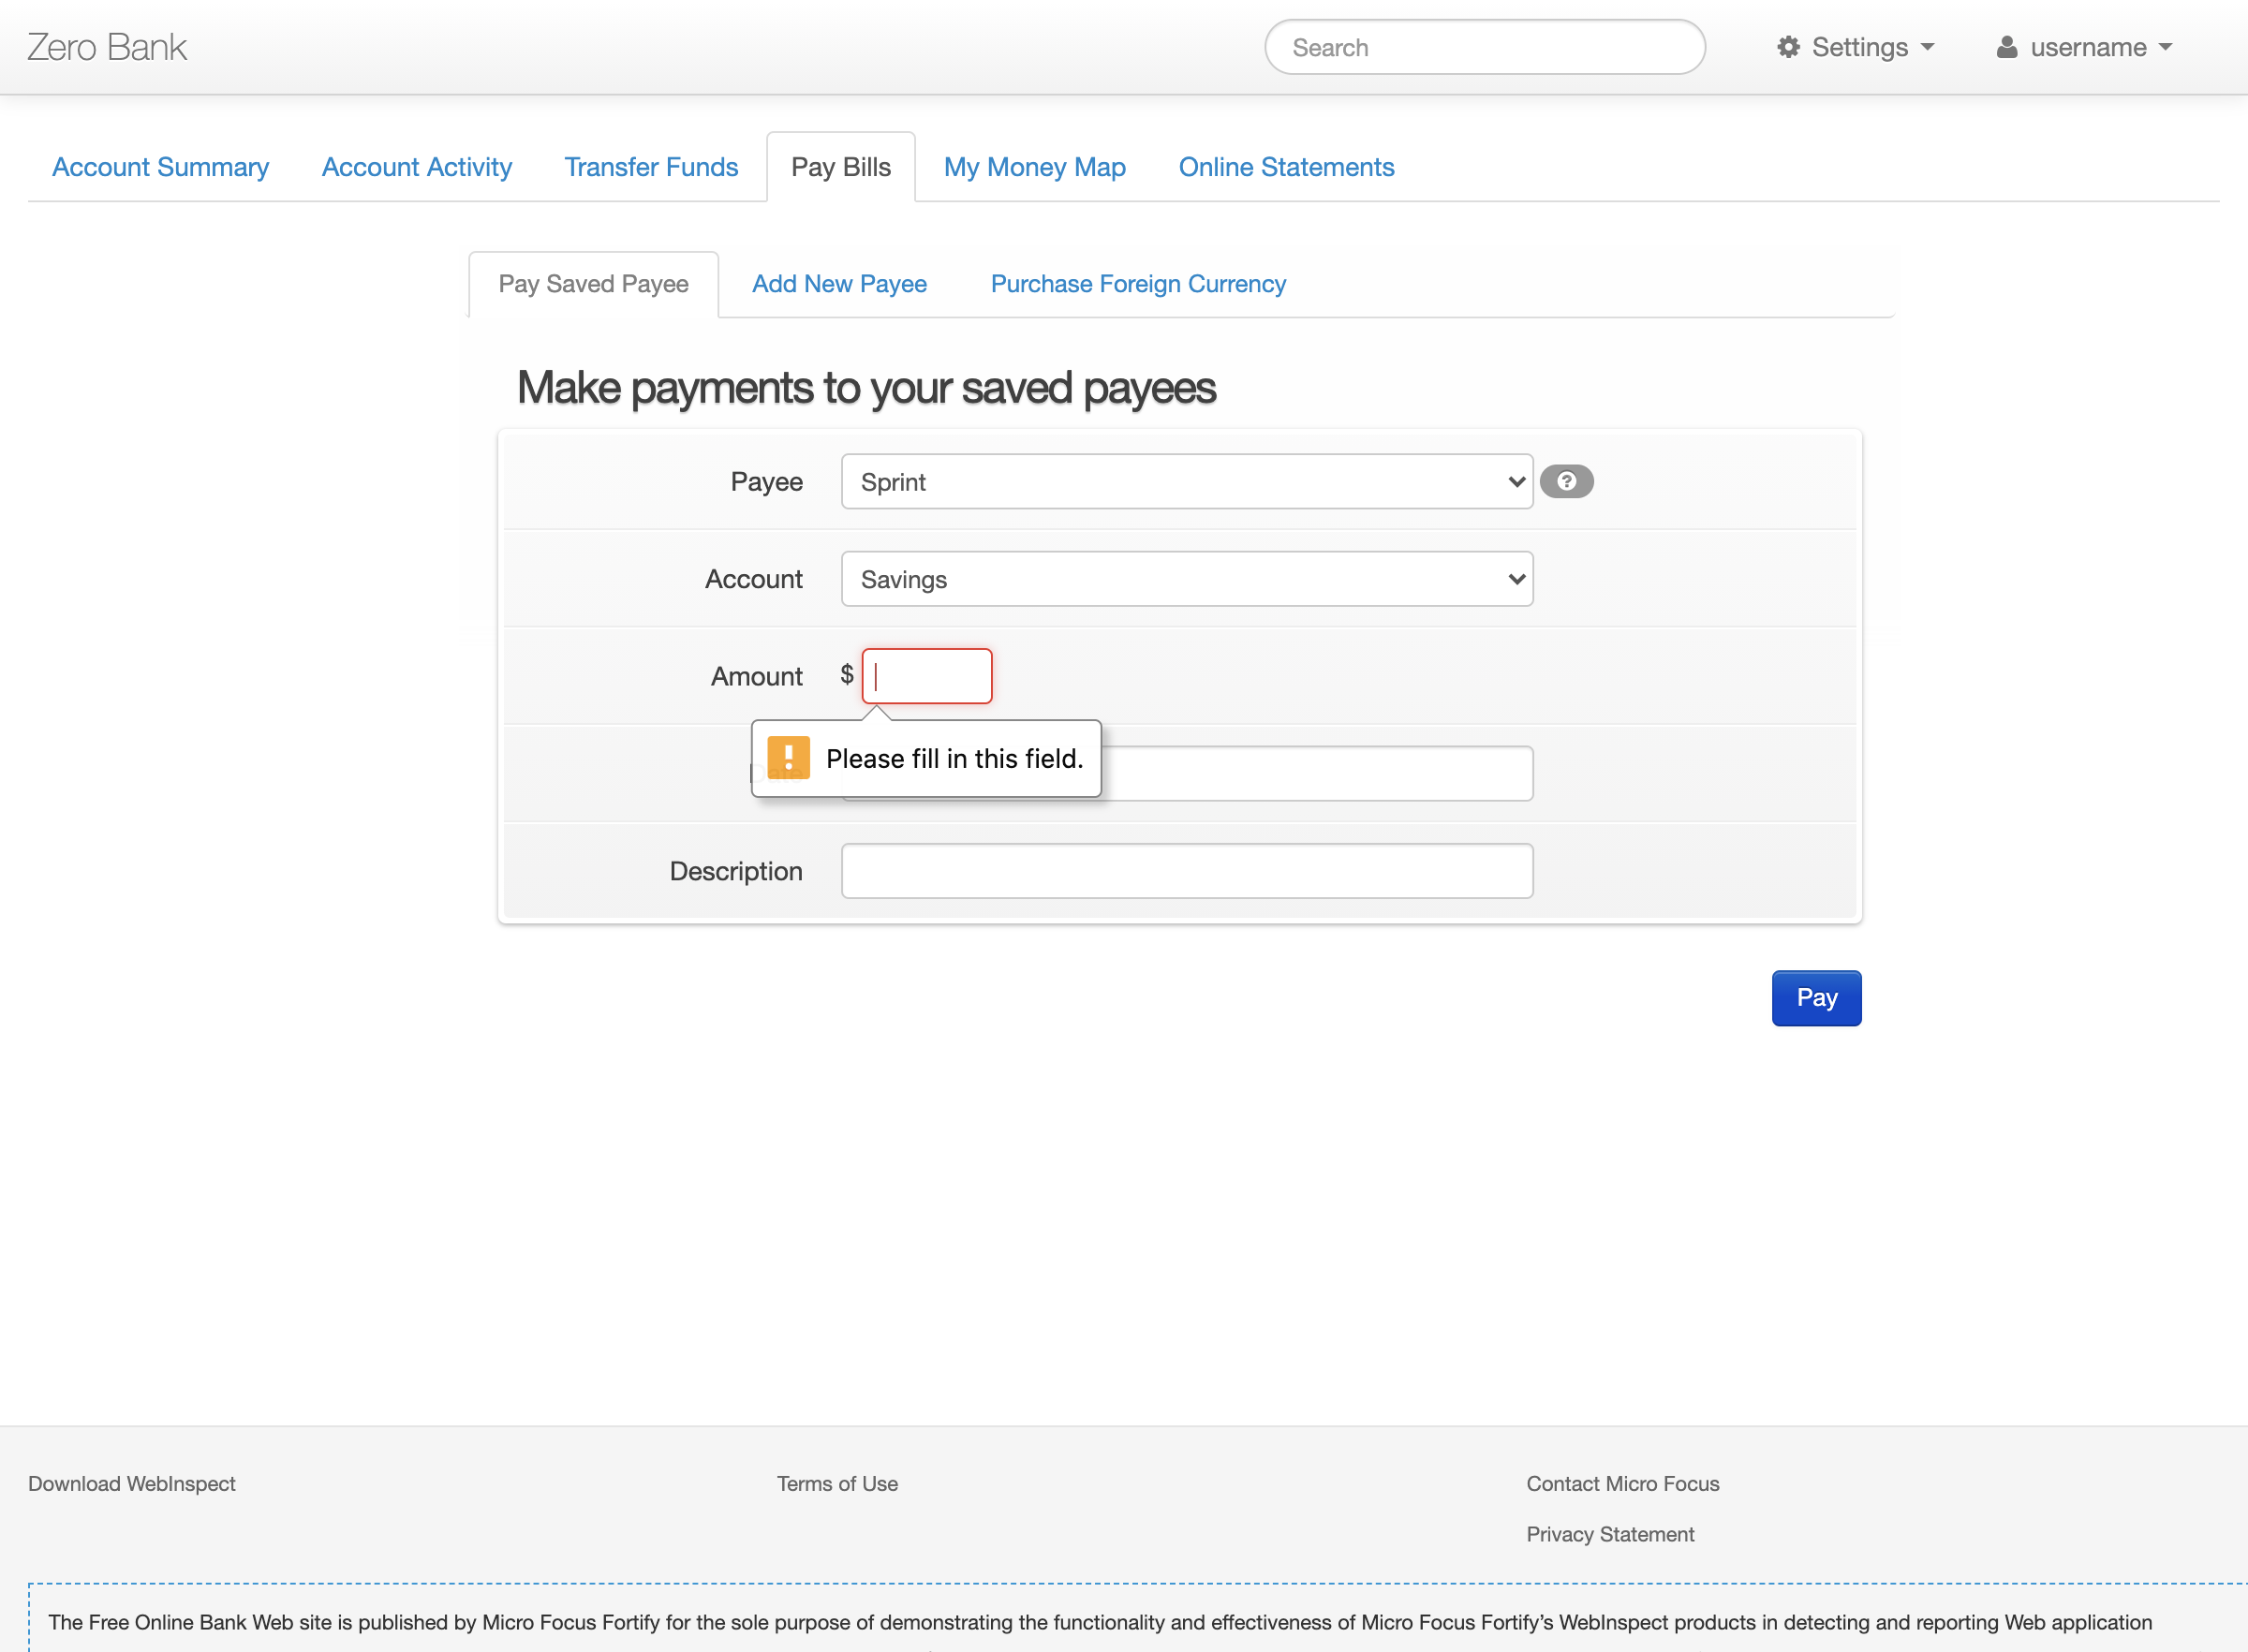 Zero Bank
Search
Settings
username
Account Summary
Account Activity
Transfer Funds
Pay Bills
My Money Map
Online Statements
Pay Saved Payee
Add New Payee
Purchase Foreign Currency
Make payments to your saved payees
Payee
Sprint
?
Account
Savings
Amount
$
!
Please fill in this field.
Date
Description
Pay
Download WebInspect
Terms of Use
Contact Micro Focus
Privacy Statement
The Free Online Bank Web site is published by Micro Focus Fortify for the sole purpose of demonstrating the functionality and effectiveness of Micro Focus Fortify's WebInspect products in detecting and reporting Web application